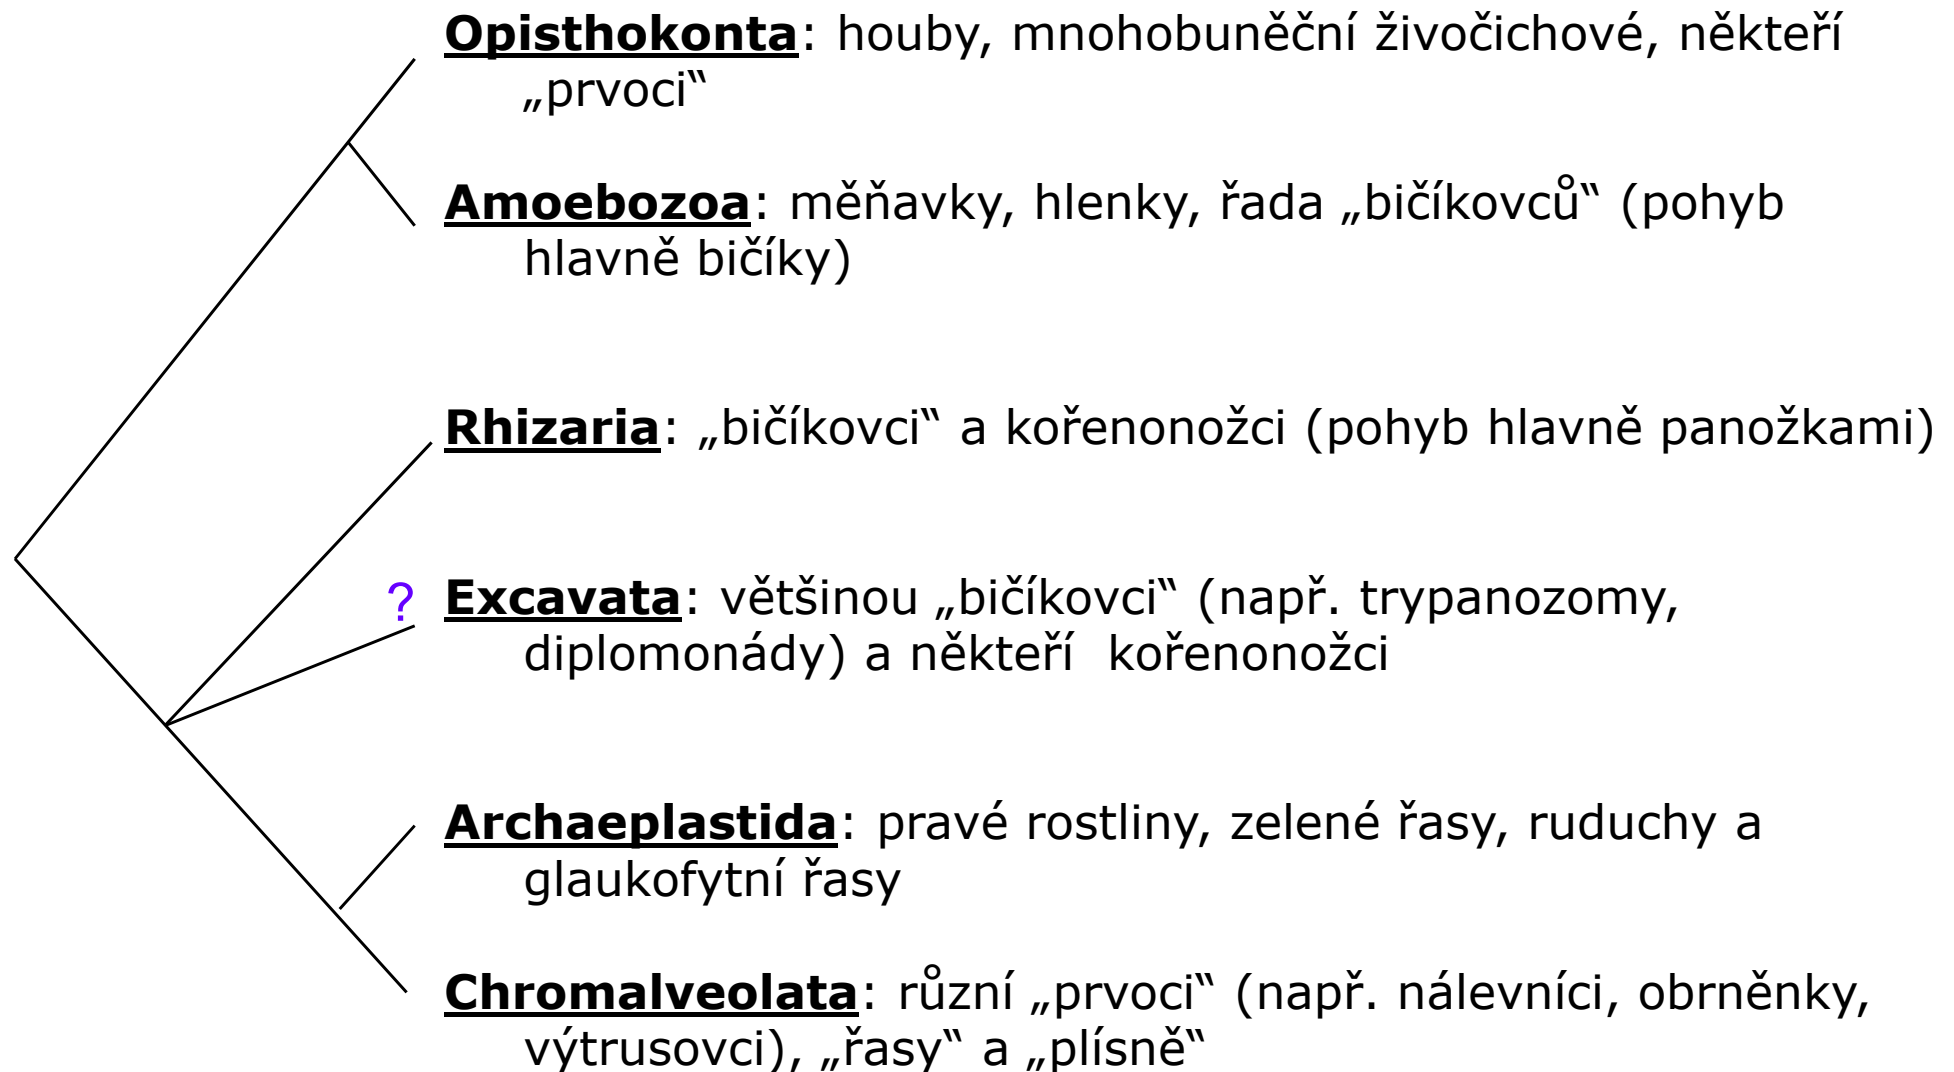 Opisthokonta: houby, mnohobuněční živočichové, někteří
„prvoci“
Amoebozoa: měňavky, hlenky, řada „bičíkovců“ (pohyb
hlavně bičíky)
Rhizaria: „bičíkovci“ a kořenonožci (pohyb hlavně panožkami)
?
Excavata: většinou „bičíkovci“ (např. trypanozomy,
diplomonády) a někteří  kořenonožci
Archaeplastida: pravé rostliny, zelené řasy, ruduchy a
glaukofytní řasy
Chromalveolata: různí „prvoci“ (např. nálevníci, obrněnky,
výtrusovci), „řasy“ a „plísně“